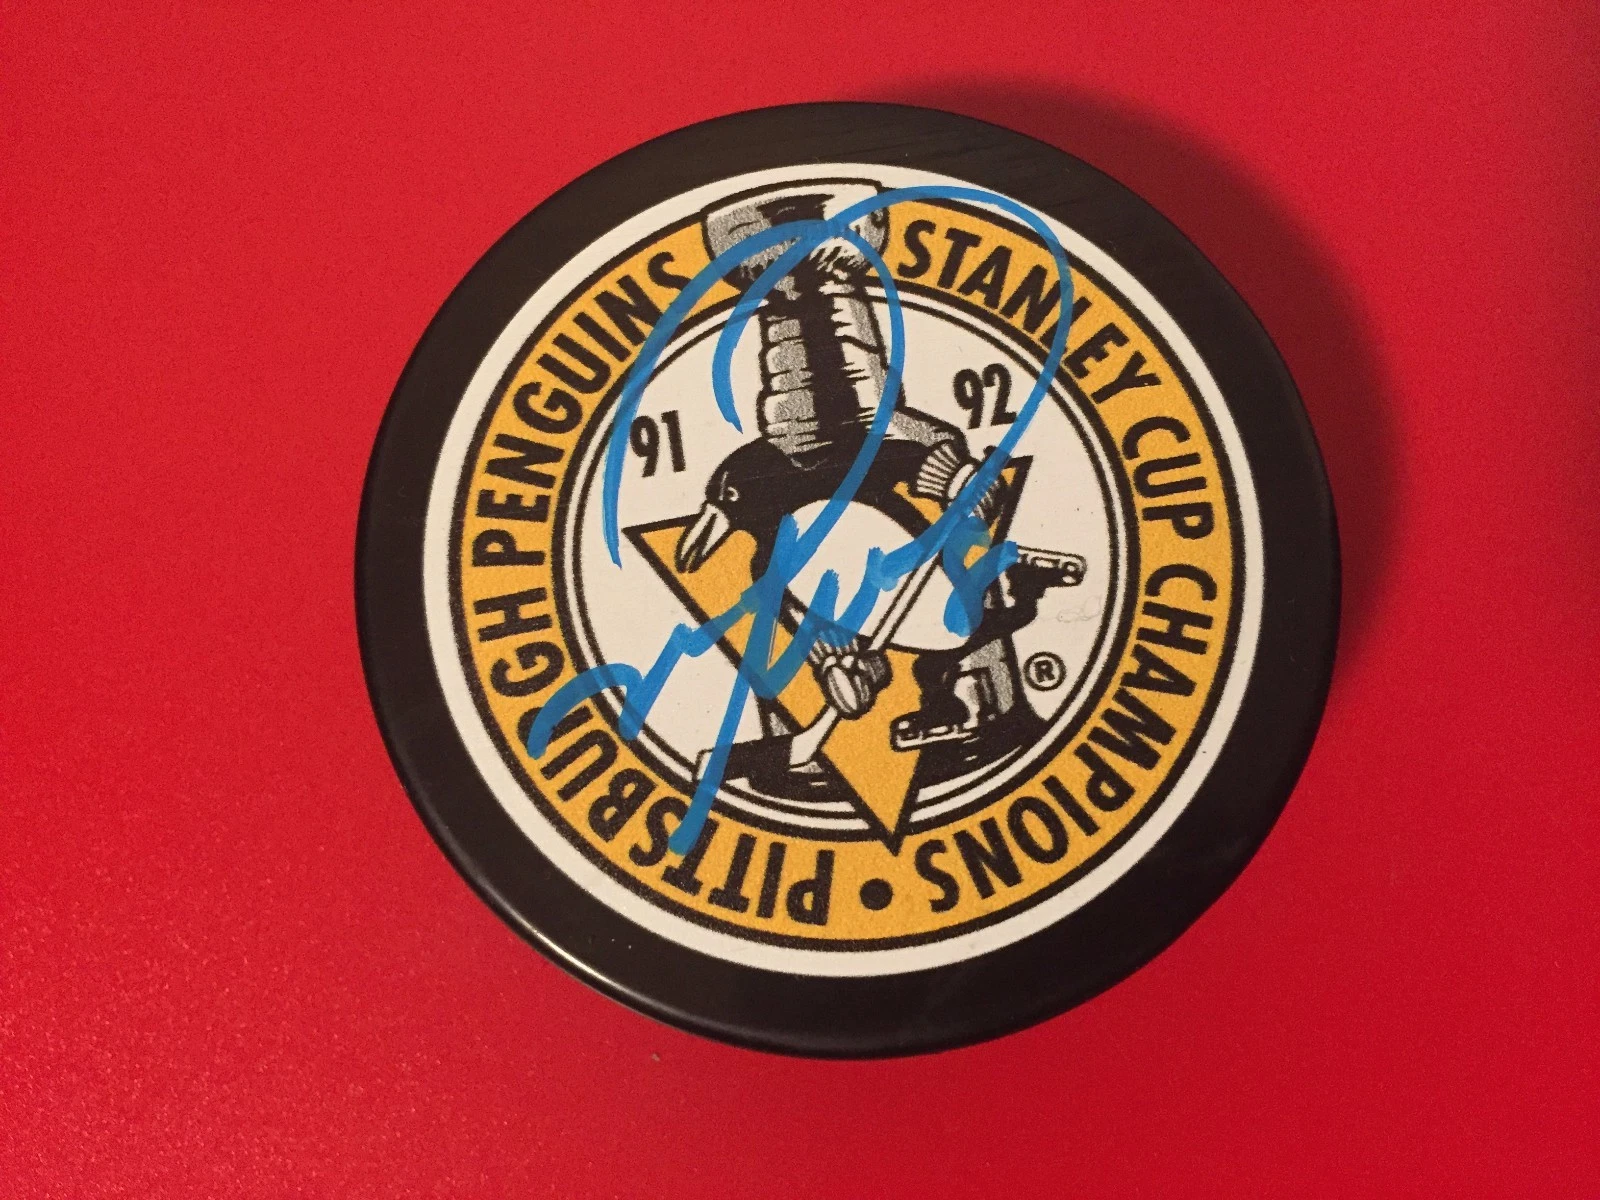 PITTSBURGH PENGUINS STANLEY CUP CHAMPIONS •
91 92
®